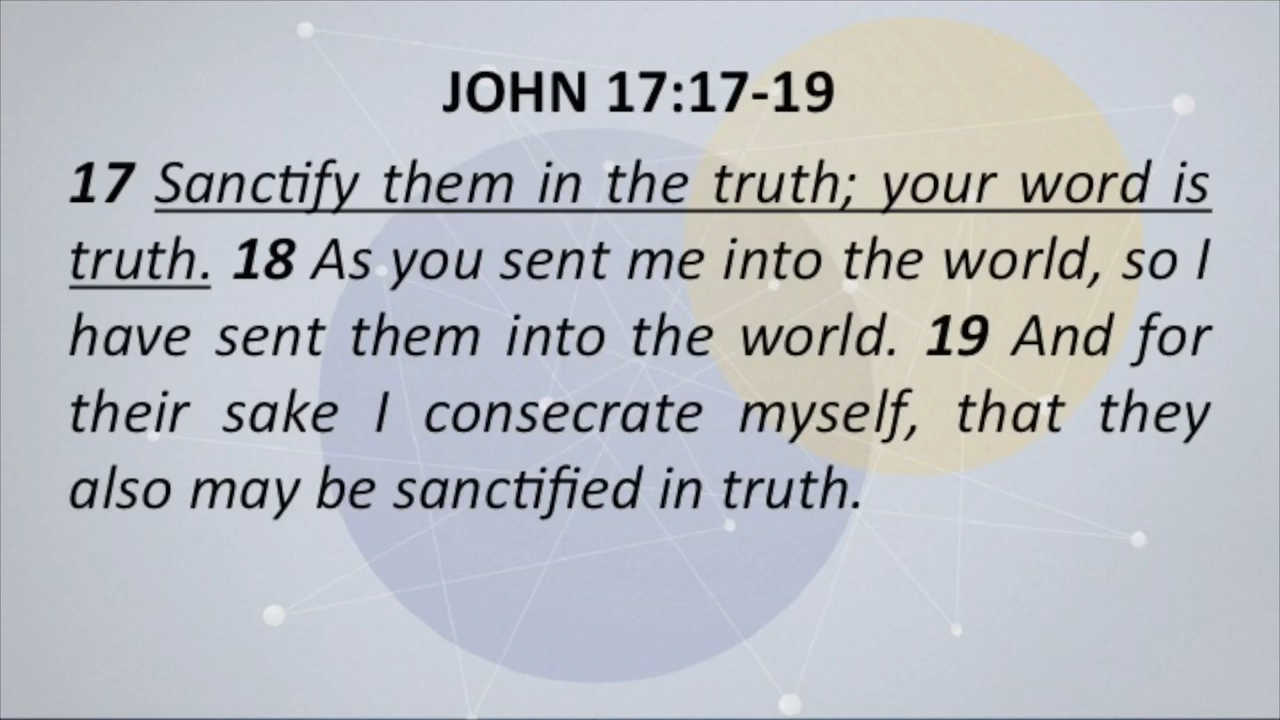 JOHN 17:17-19
17 Sanctify them in the truth; your word is
truth. 18 As you sent me into the world, so I
have sent them into the world. 19 And for
their sake I consecrate myself, that they
also may be sanctified in truth.